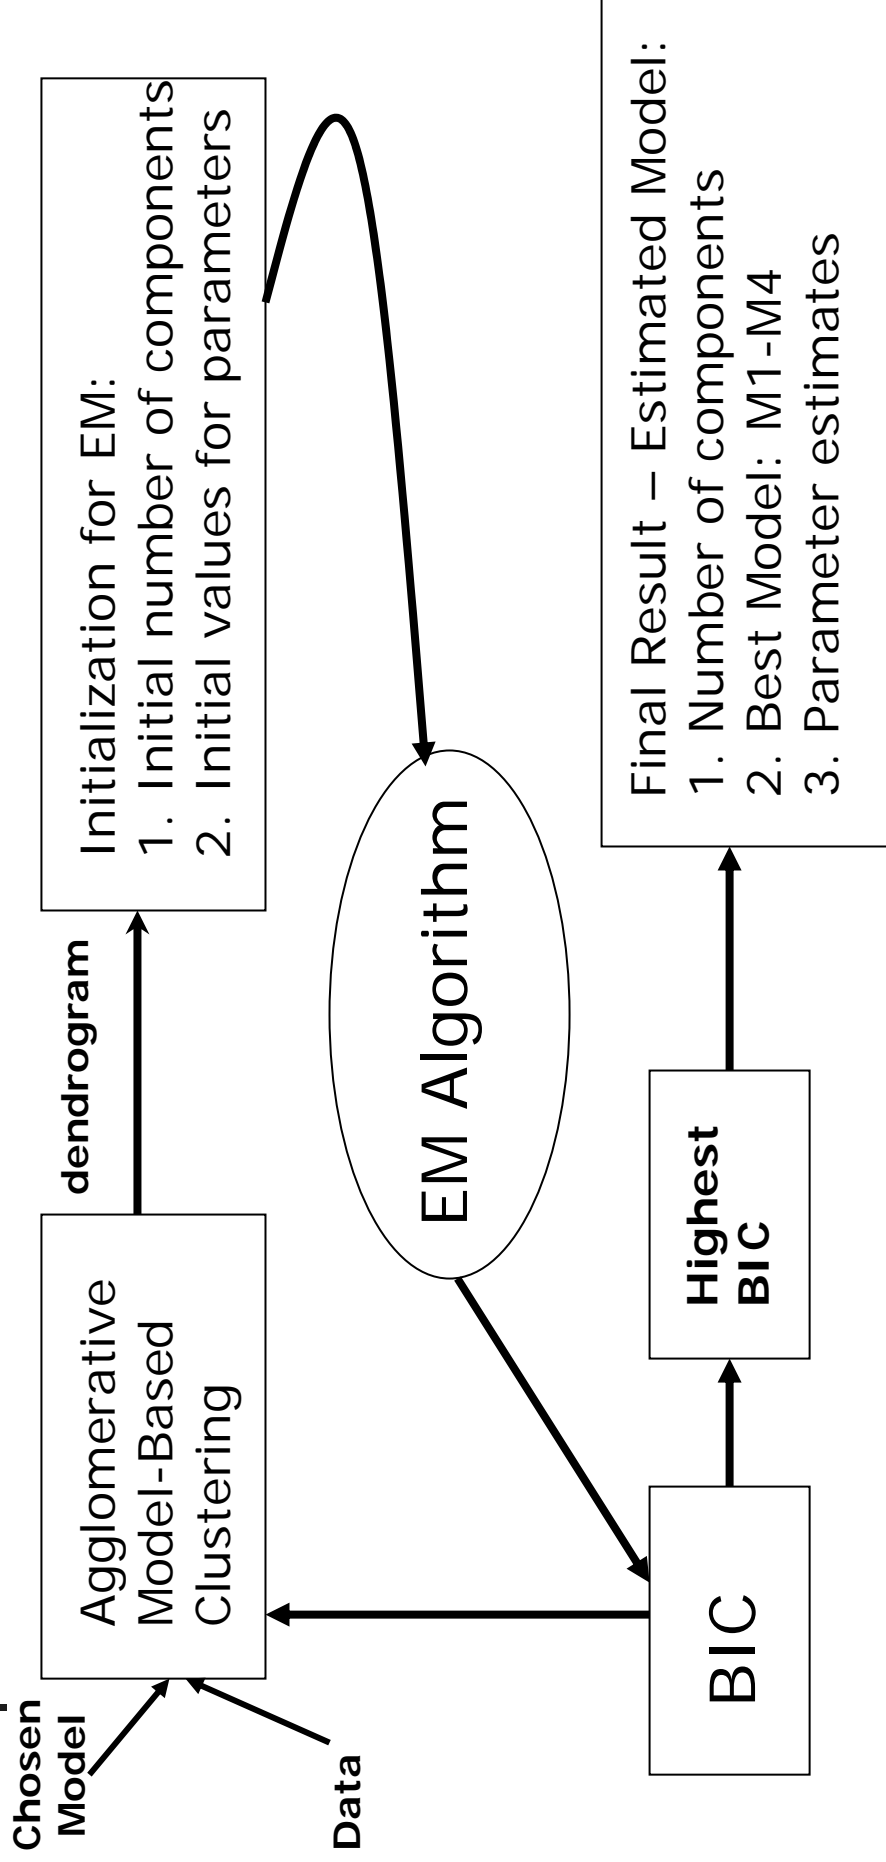 Chosen
Model
Data
Agglomerative
Model-Based
Clustering
dendrogram
Initialization for EM:
1. Initial number of components
2. Initial values for parameters
EM Algorithm
BIC
Highest
BIC
Final Result – Estimated Model:
1. Number of components
2. Best Model: M1-M4
3. Parameter estimates